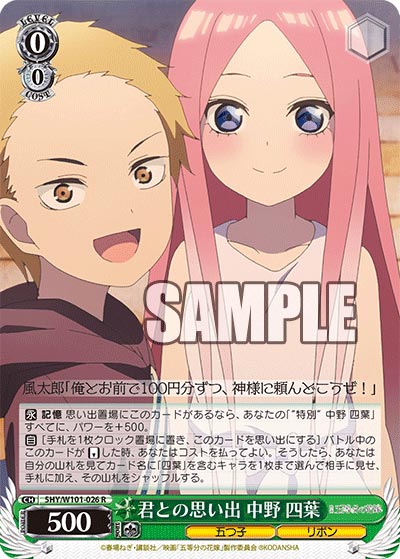 LEVEL
0
0
COST
SAMPLE
風太郎「俺とお前で100円分ずつ、神様に頼んどこうぜ！」
永 記憶 思い出置場にこのカードがあるなら、あなたの「“特別” 中野 四葉」
すべてに、パワーを＋500。
自 ［手札を1枚クロック置場に置き、このカードを思い出にする］ バトル中の
このカードが した時、あなたはコストを払ってよい。そうしたら、あなたは
自分の山札を見てカード名に「四葉」を含むキャラを1枚まで選んで相手に見せ、手札
に加え、その山札をシャッフルする。
CH 5HY/W101-026 R
500
君との思い出 中野 四葉
五つ子
リボン
©春場ねぎ・講談社／映画「五等分の花嫁」製作委員会 ®KODANSHA